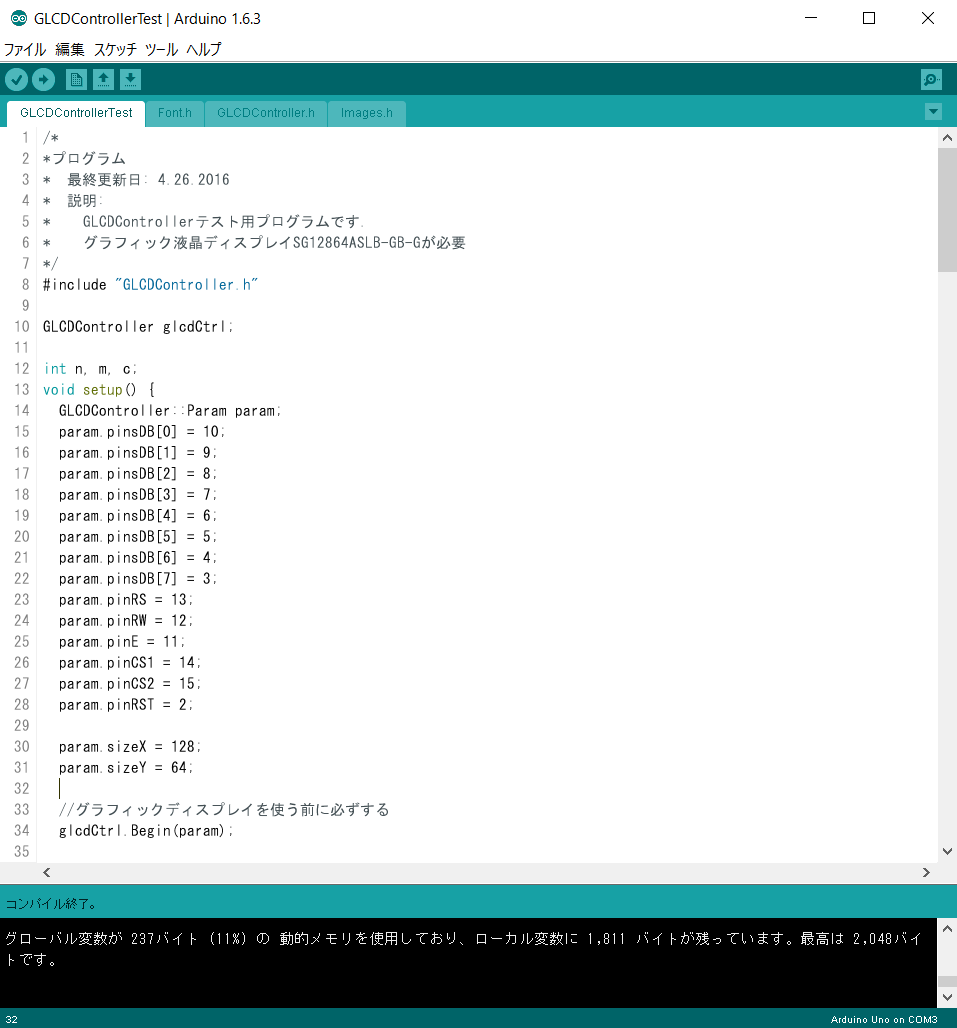 GLCDControllerTest | Arduino 1.6.3
ファイル 編集 スケッチ ツール ヘルプ
GLCDControllerTest Font.h GLCDController.h Images.h
1 /*
2 *プログラム
3 *  最終更新日: 4.26.2016
4 *  説明:
5 *    GLCDControllerテスト用プログラムです.
6 *    グラフィック液晶ディスプレイSG12864ASLB-GB-Gが必要
7 */
8 #include "GLCDController.h"
9
10 GLCDController glcdCtrl;
11
12 int n, m, c;
13 void setup() {
14   GLCDController::Param param;
15   param.pinsDB[0] = 10;
16   param.pinsDB[1] = 9;
17   param.pinsDB[2] = 8;
18   param.pinsDB[3] = 7;
19   param.pinsDB[4] = 6;
20   param.pinsDB[5] = 5;
21   param.pinsDB[6] = 4;
22   param.pinsDB[7] = 3;
23   param.pinRS = 13;
24   param.pinRW = 12;
25   param.pinE = 11;
26   param.pinCS1 = 14;
27   param.pinCS2 = 15;
28   param.pinRST = 2;
29
30   param.sizeX = 128;
31   param.sizeY = 64;
32
33   //グラフィックディスプレイを使う前に必ずする
34   glcdCtrl.Begin(param);
35
コンパイル終了。
グローバル変数が 237バイト (11%) の 動的メモリを使用しており、ローカル変数に 1,811 バイトが残っています。最高は 2,048バイ
トです。
32 Arduino Uno on COM3